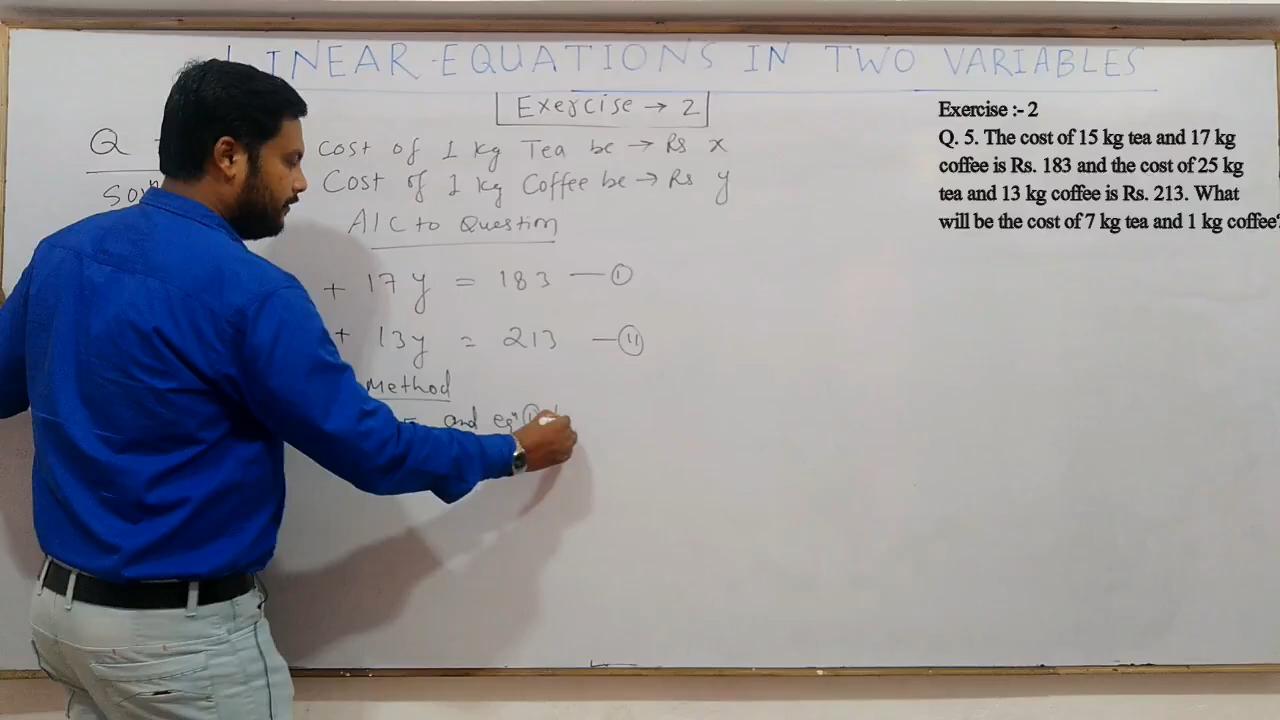 LINEAR EQUATIONS IN TWO VARIABLES
Exercise → 2
Q
cost of 1 kg Tea be → Rs x
Cost of 1 kg Coffee be → Rs y
A/C to Question
+ 17y = 183 — (I)
+ 13y = 213 — (II)
Method
and eqn
Exercise :- 2
Q. 5. The cost of 15 kg tea and 17 kg
coffee is Rs. 183 and the cost of 25 kg
tea and 13 kg coffee is Rs. 213. What
will be the cost of 7 kg tea and 1 kg coffee?